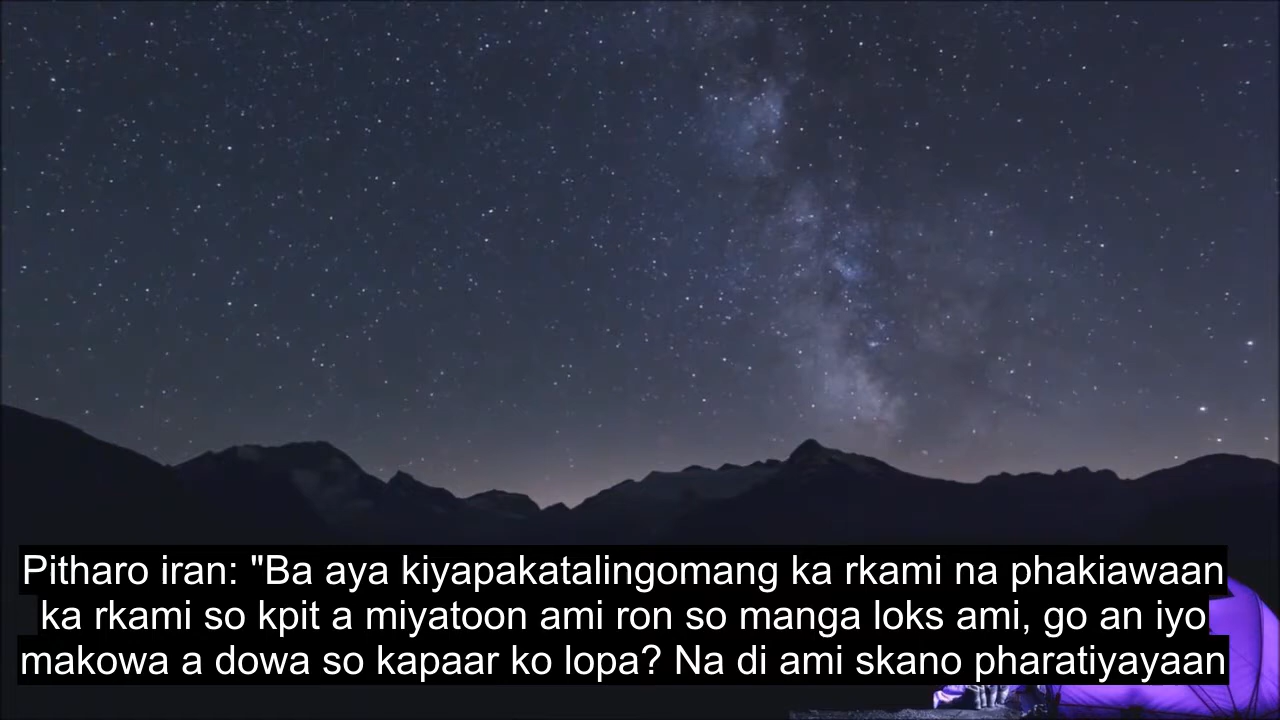 Pitharo iran: "Ba aya kiyapakatalingomang ka rkami na phakiawaan
ka rkami so kpit a miyatoon ami ron so manga loks ami, go an iyo
makowa a dowa so kapaar ko lopa? Na di ami skano pharatiyayaan